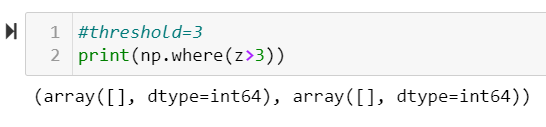 1 #threshold=3
2 print(np.where(z>3))
(array([], dtype=int64), array([], dtype=int64))